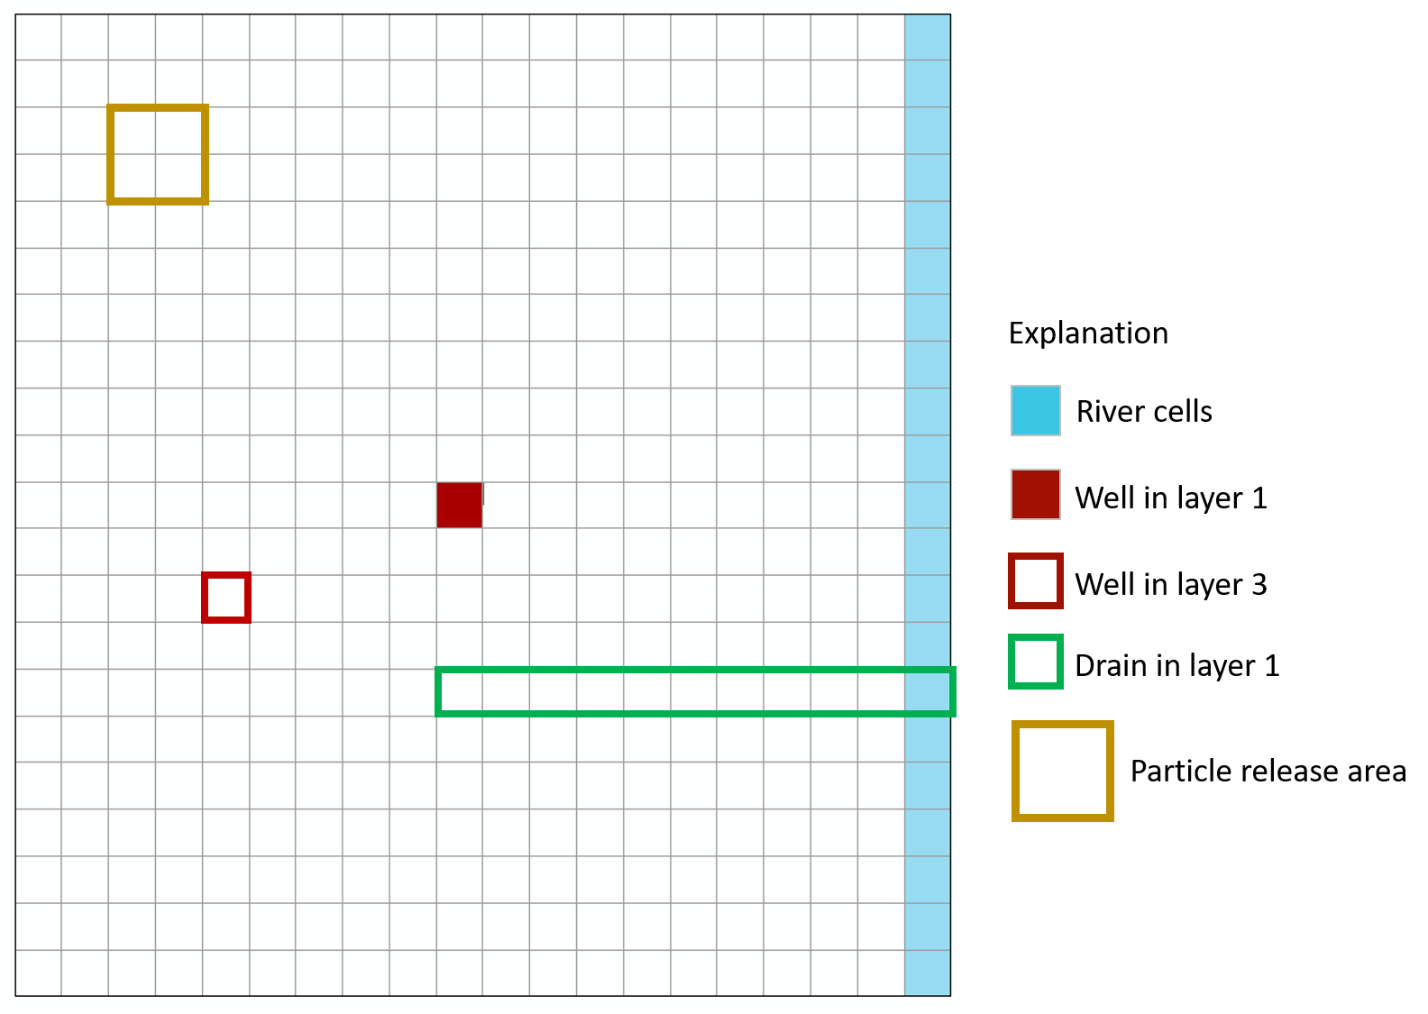 Explanation
River cells
Well in layer 1
Well in layer 3
Drain in layer 1
Particle release area